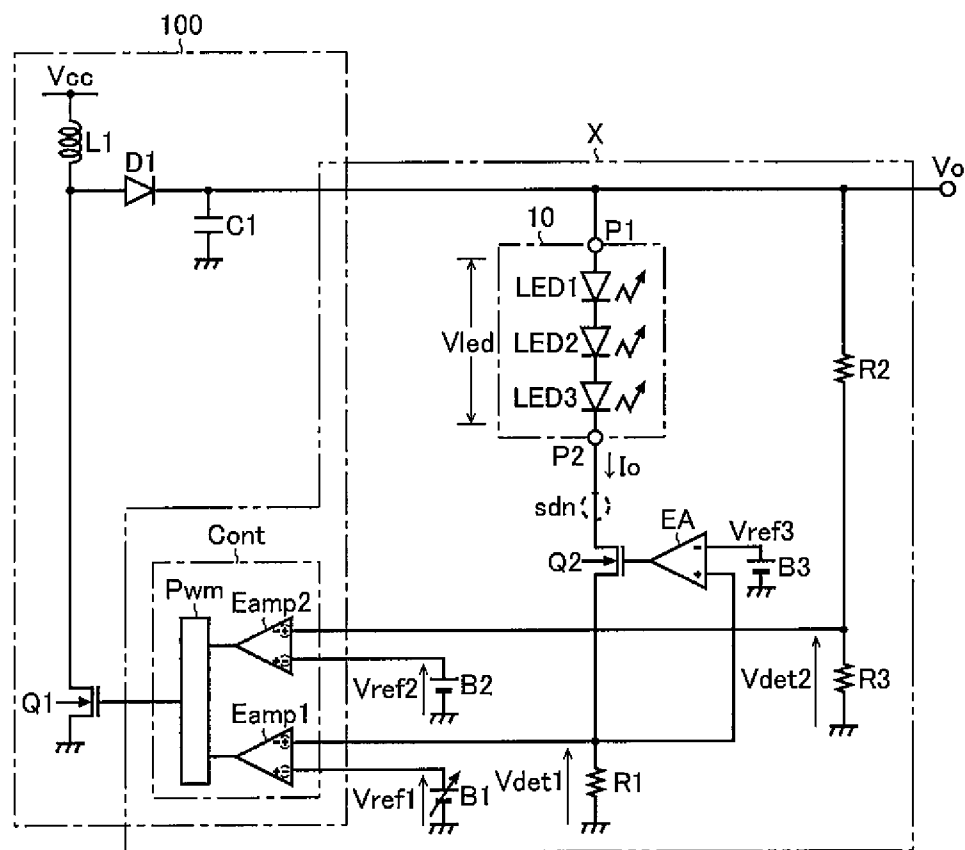 100
Vcc
L1
D1
C1
X
Vo
10
P1
LED1
LED2
LED3
Vled
P2
Io
sdn
R2
EA
Vref3
- +
B3
Q2
Cont
Pwm
Eamp2
- +
+ -
Vref2
B2
Vdet2
R3
Q1
Eamp1
- +
+ -
Vref1
B1
Vdet1
R1